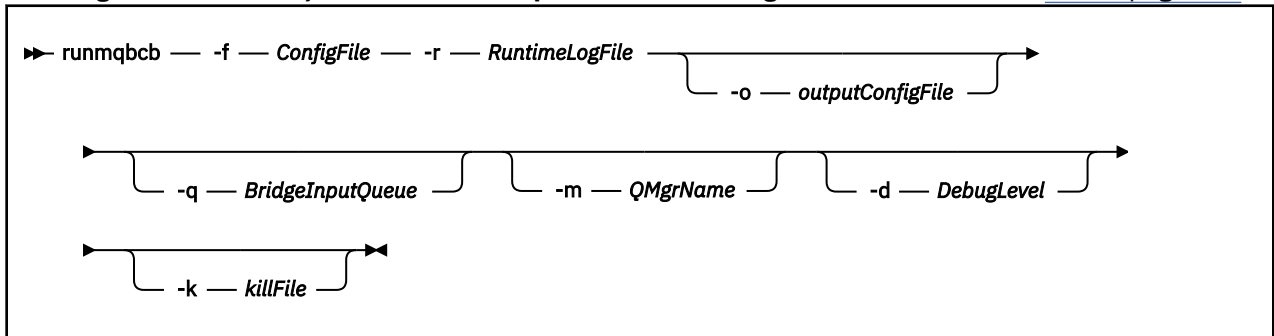 runmqbcb -f ConfigFile -r RuntimeLogFile
-o outputConfigFile
-q BridgeInputQueue -m QMgrName -d DebugLevel
-k killFile